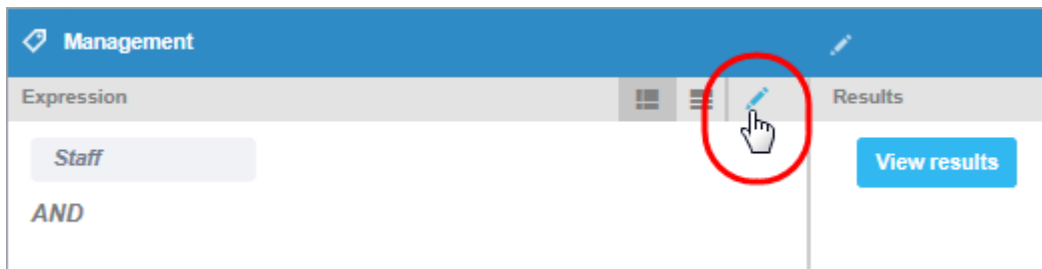 Management
Expression
Results
Staff
View results
AND